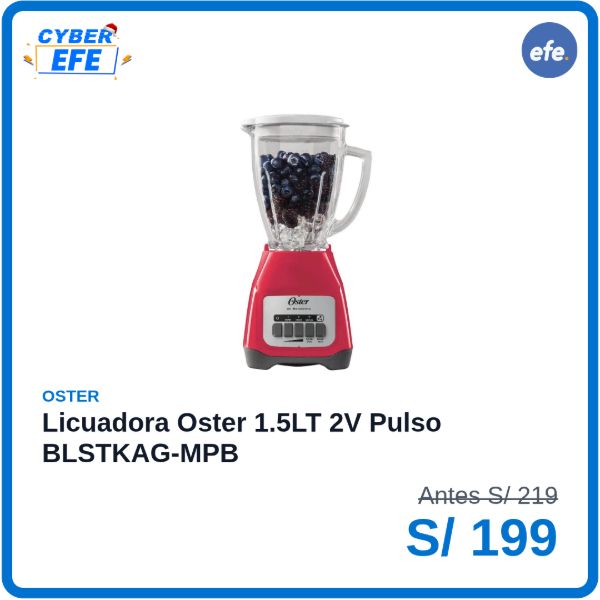 CYBER
EFE
efe.
Oster
OSTER
Licuadora Oster 1.5LT 2V Pulso
BLSTKAG-MPB
Antes S/ 219
S/ 199